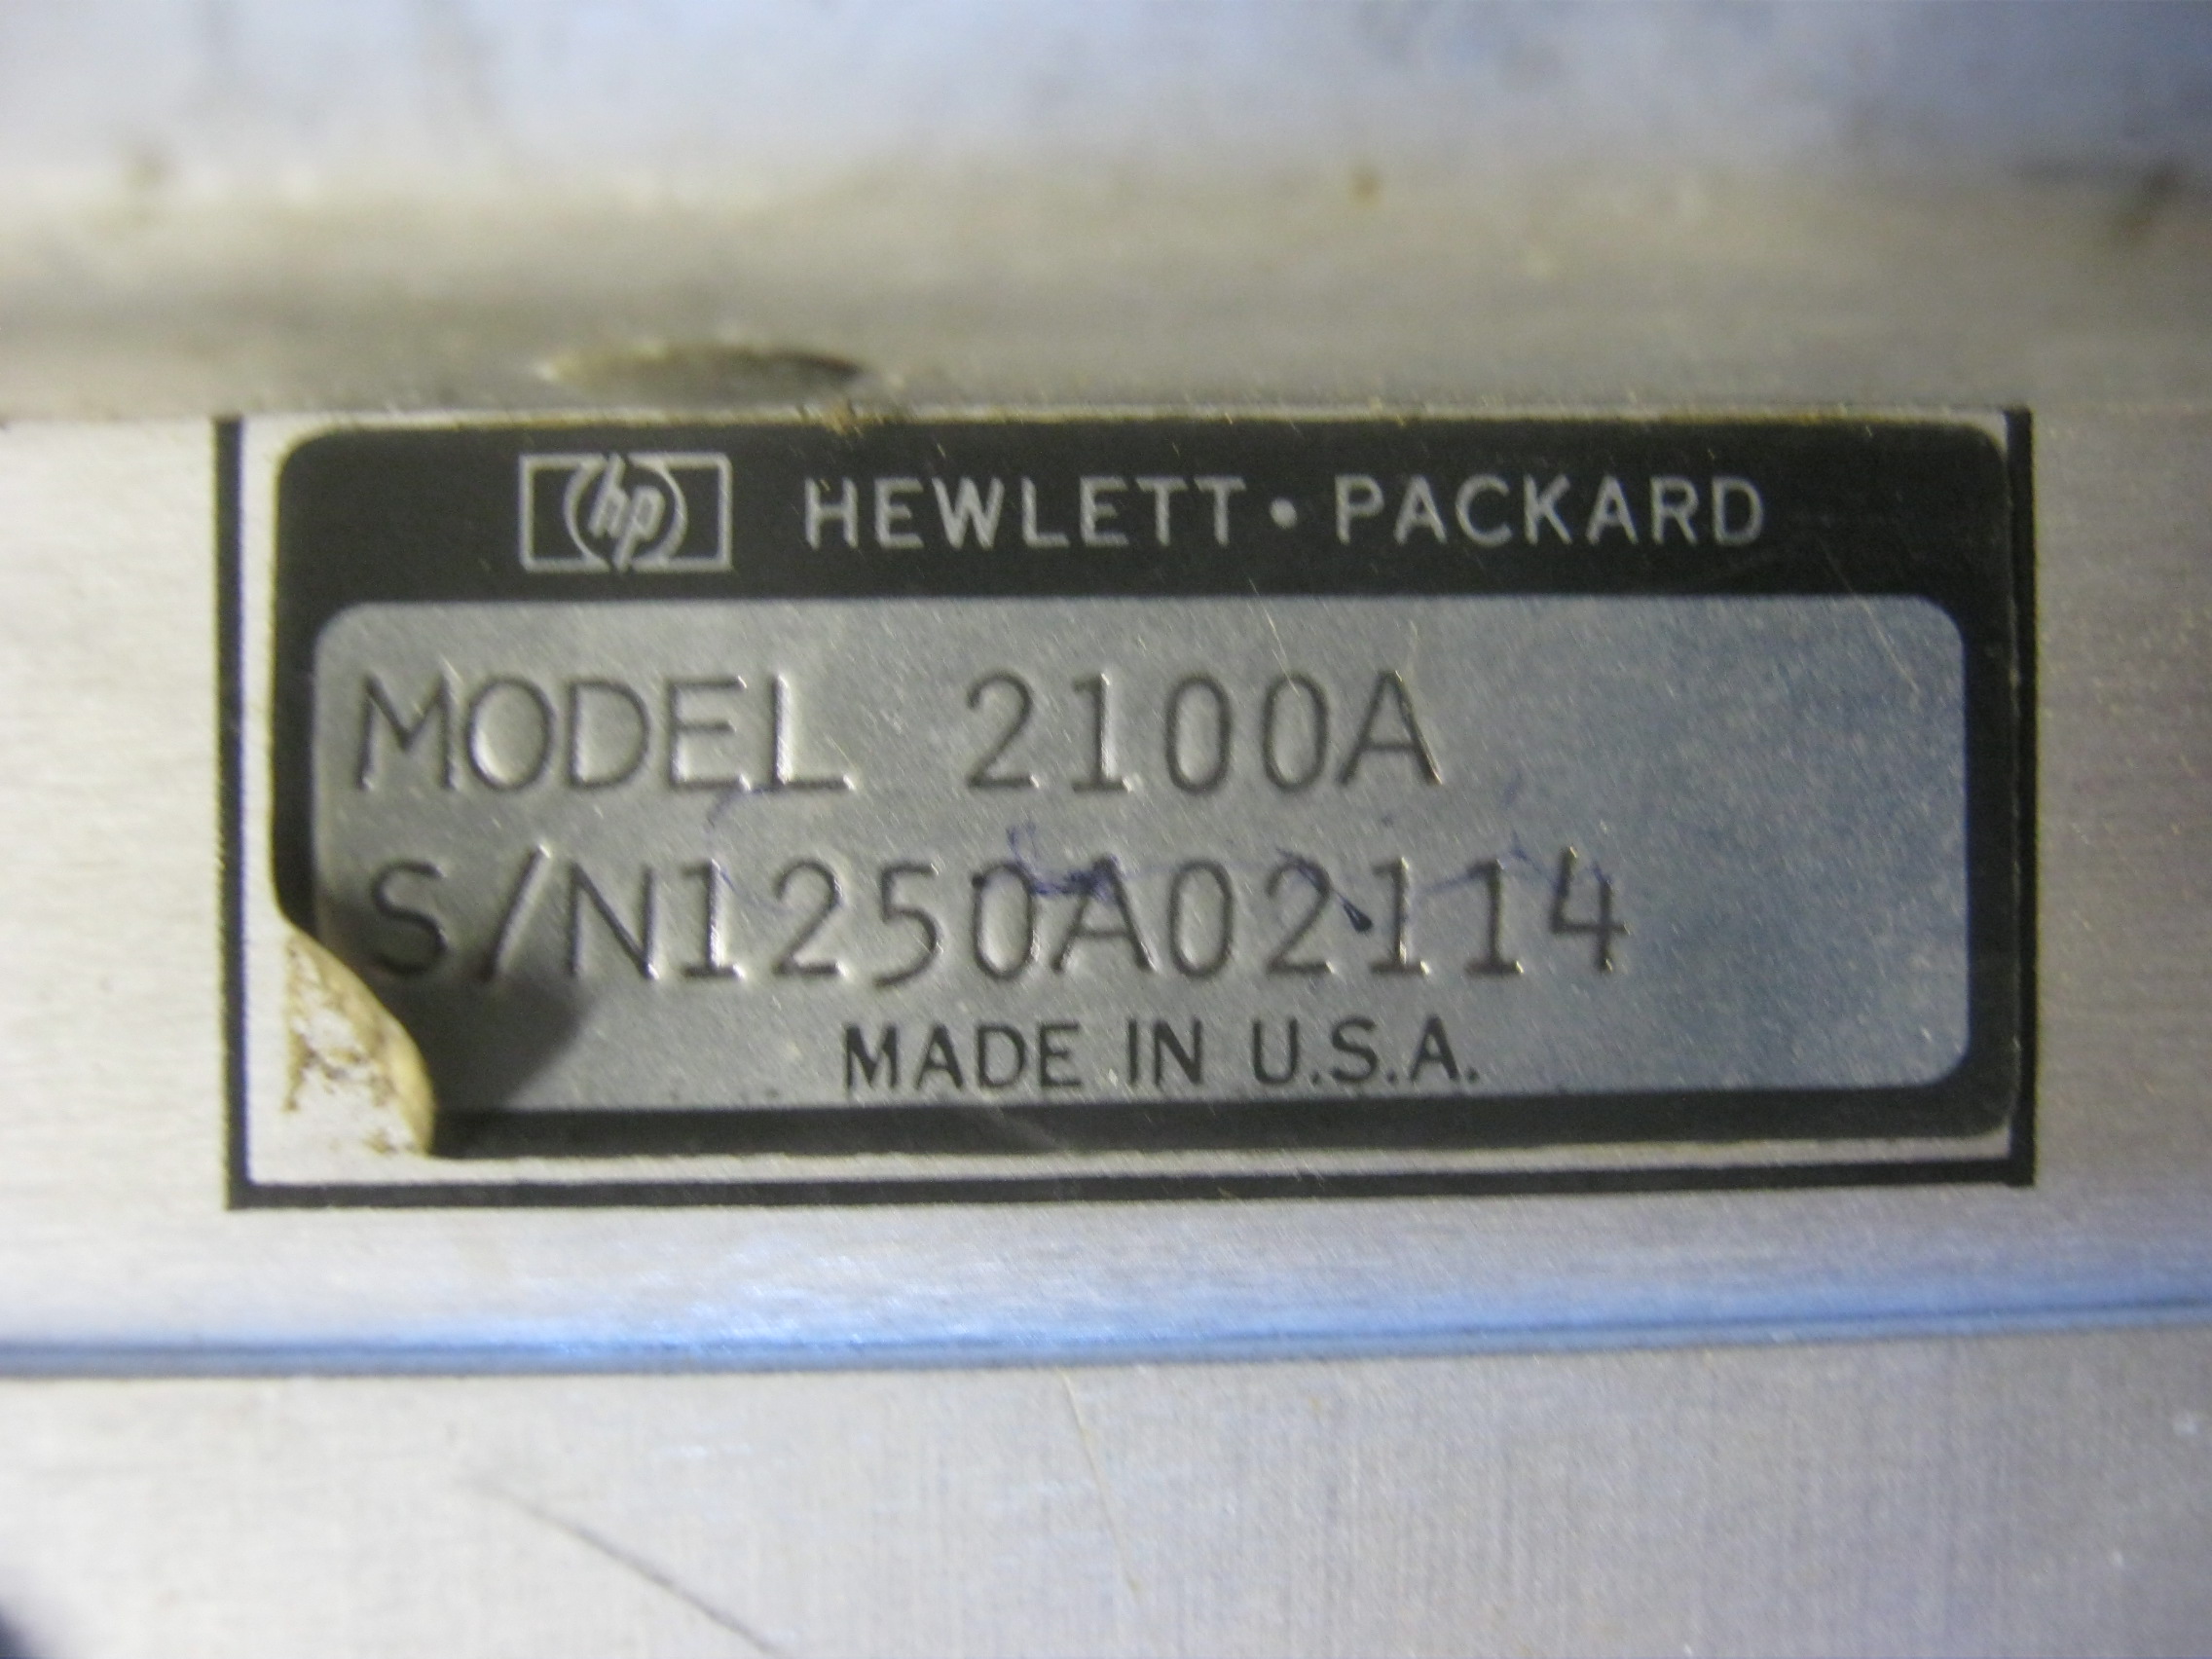 hp HEWLETT • PACKARD
MODEL 2100A
S/N1250A02114
MADE IN U.S.A.